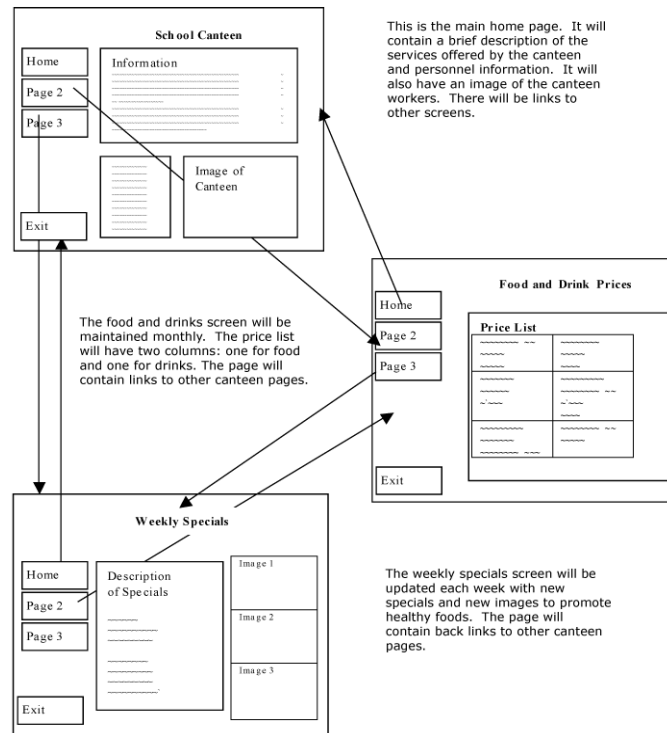 School Canteen
Home
Page 2
Page 3
Exit
Information
Image of
Canteen
This is the main home page. It will
contain a brief description of the
services offered by the canteen
and personnel information. It will
also have an image of the canteen
workers. There will be links to
other screens.
The food and drinks screen will be
maintained monthly. The price list
will have two columns: one for food
and one for drinks. The page will
contain links to other canteen pages.
Food and Drink Prices
Home
Page 2
Page 3
Exit
Price List
Weekly Specials
Home
Page 2
Page 3
Exit
Description
of Specials
Image 1
Image 2
Image 3
The weekly specials screen will be
updated each week with new
specials and new images to promote
healthy foods. The page will
contain back links to other canteen
pages.